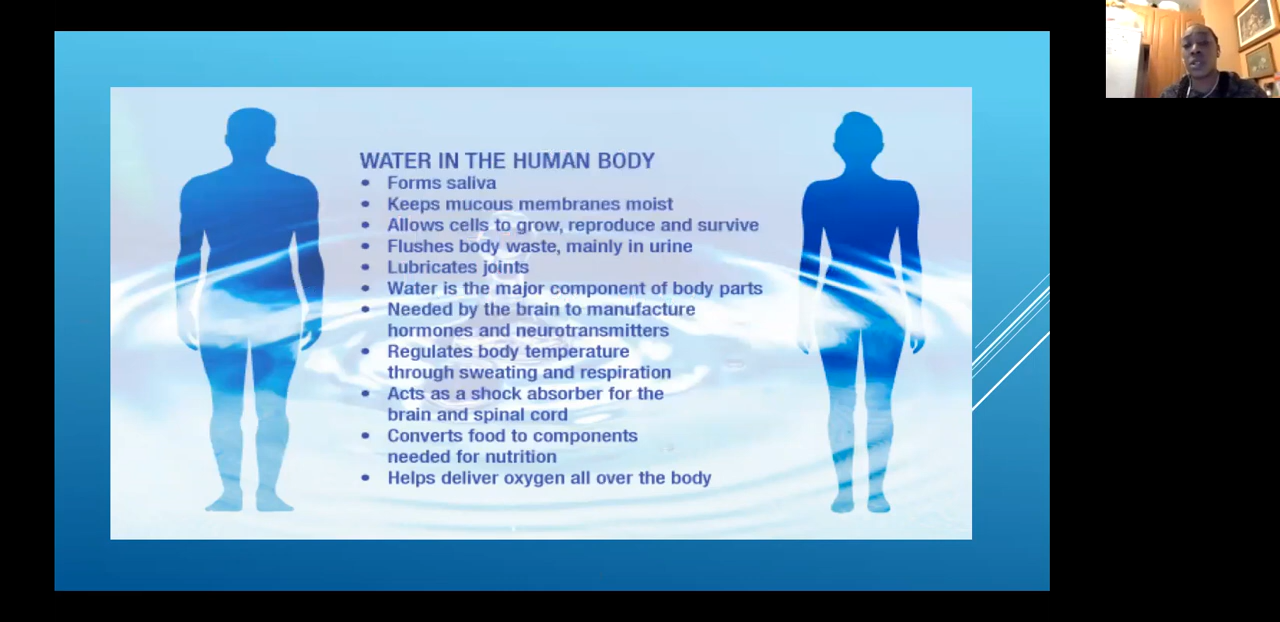 WATER IN THE HUMAN BODY
• Forms saliva
• Keeps mucous membranes moist
• Allows cells to grow, reproduce and survive
• Flushes body waste, mainly in urine
• Lubricates joints
• Water is the major component of body parts
• Needed by the brain to manufacture
hormones and neurotransmitters
• Regulates body temperature
through sweating and respiration
• Acts as a shock absorber for the
brain and spinal cord
• Converts food to components
needed for nutrition
• Helps deliver oxygen all over the body